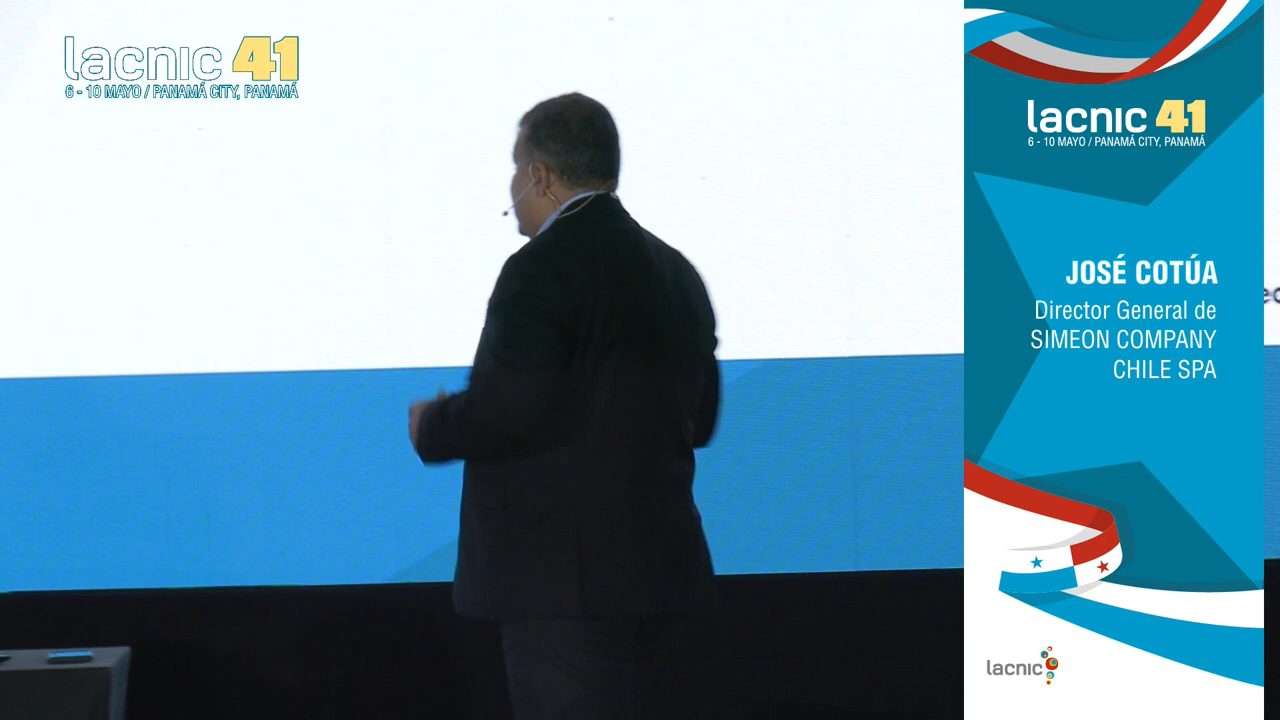 lacnic 41
6 - 10 MAYO / PANAMÁ CITY, PANAMÁ
lacnic 41
6 - 10 MAYO / PANAMÁ CITY, PANAMÁ
JOSÉ COTÚA
Director General de
SIMEON COMPANY
CHILE SPA
lacnic